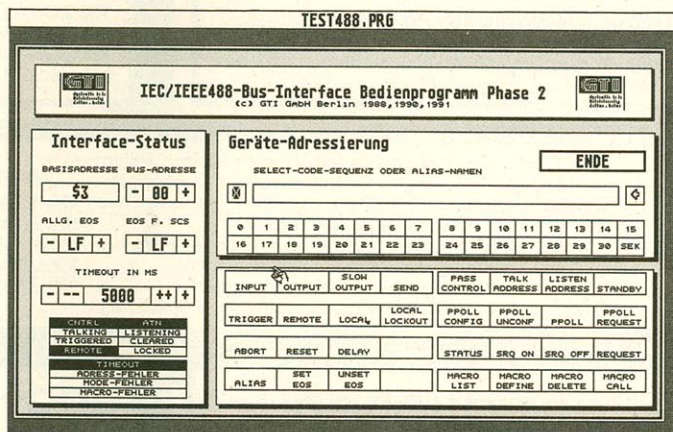 TEST488.PRG
GTI
IEC/IEEE488-Bus-Interface Bedienprogramm Phase 2
(c) GTI GmbH Berlin 1988,1990,1991
GTI
Interface-Status
BASISADRESSE BUS-ADRESSE
$3 - 00 +
ALLG. EOS EOS F. SCS
- LF + - LF +
TIMEOUT IN MS
- -- 5000 ++ +
CNTRL ATN
TALKING LISTENING
TRIGGERED CLEARED
REMOTE LOCKED
TIMEOUT
ADRESS-FEHLER
MODE-FEHLER
MACRO-FEHLER
Geräte-Adressierung
ENDE
SELECT-CODE-SEQUENZ ODER ALIAS-NAMEN
X
0 1 2 3 4 5 6 7 8 9 10 11 12 13 14 15
16 17 18 19 20 21 22 23 24 25 26 27 28 29 30 SEK
INPUT OUTPUT SLOW OUTPUT SEND PASS CONTROL TALK ADDRESS LISTEN ADDRESS STANDBY
TRIGGER REMOTE LOCAL LOCAL LOCKOUT PPOLL CONFIG PPOLL UNCONF PPOLL PPOLL REQUEST
ABORT RESET DELAY STATUS SRQ ON SRQ OFF REQUEST
ALIAS SET EOS UNSET EOS MACRO LIST MACRO DEFINE MACRO DELETE MACRO CALL